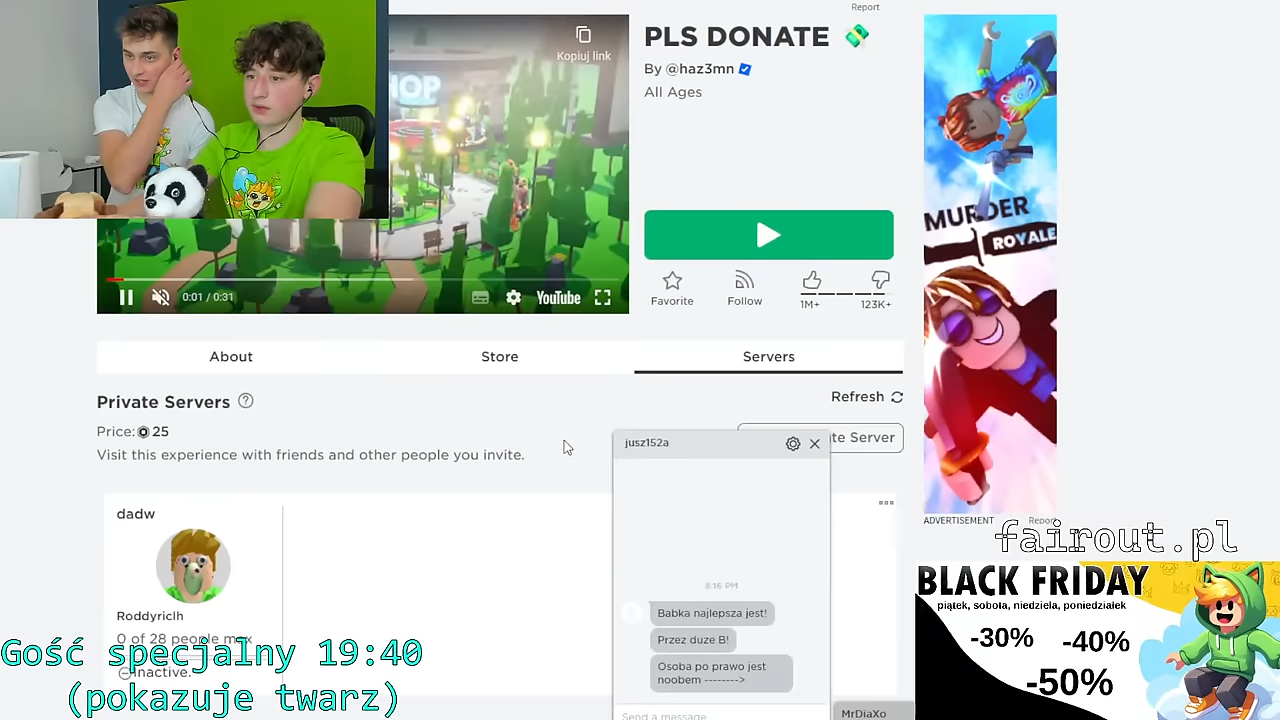 Report
Kopiuj link
HOP
PLS DONATE
By @haz3mn
All Ages
MURDER
ROYALE
Favorite
Follow
1M+
123K+
0:01 / 0:31
YouTube
About
Store
Servers
Private Servers
Refresh
Price: 25
te Server
Visit this experience with friends and other people you invite.
jusz152a
dadw
ADVERTISEMENT
Report
fairout.pl
BLACK FRIDAY
piątek, sobota, niedziela, poniedziałek
-30%
-40%
-50%
8:16 PM
Babka najlepsza jest!
Przez duze B!
Osoba po prawo jest
noobem -------->
Send a message
MrDiaXo
Roddyrich
0 of 28 people max
Inactive.
Gość specjalny 19:40
(pokazuje twarz)